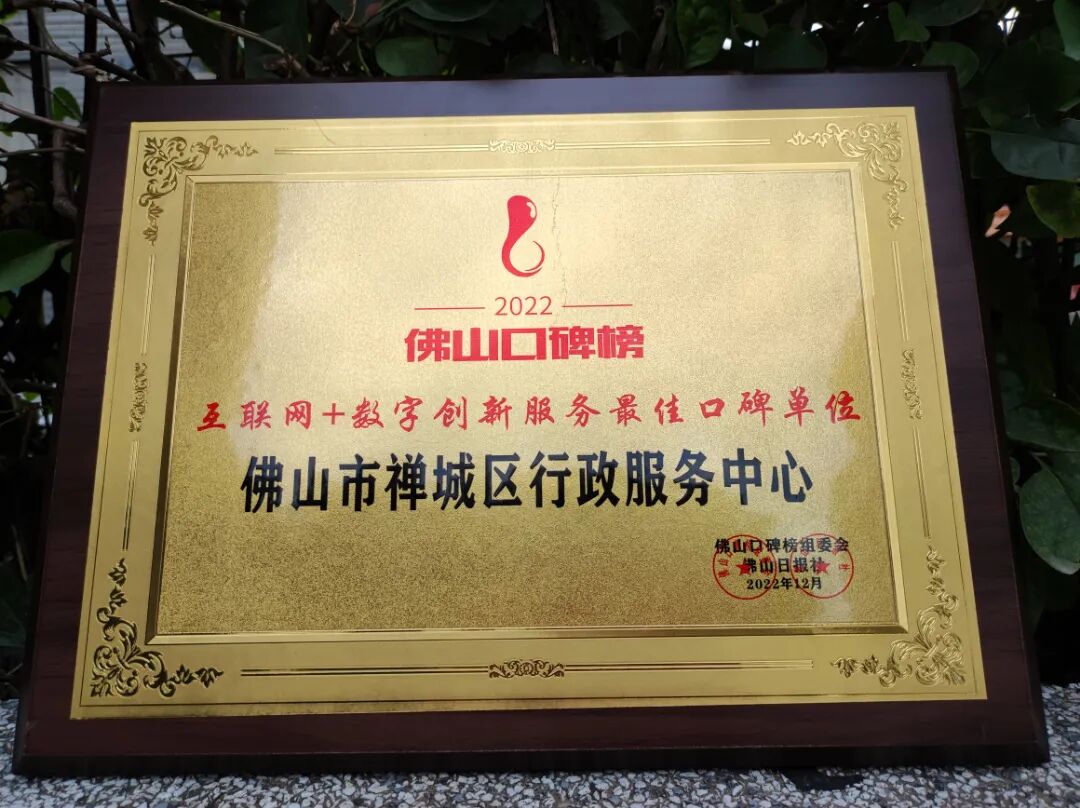 2022
佛山口碑榜
互联网+数字创新服务最佳口碑单位
佛山市禅城区行政服务中心
佛山口碑榜组委会
佛山日报社
2022年12月